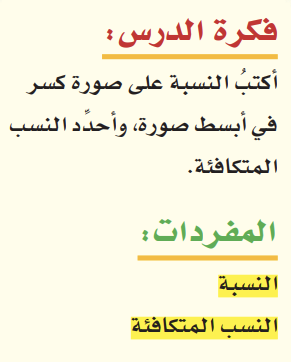 فكرة الدرس:
أكتبُ النسبة على صورة كسر
في أبسط صورة، وأحدِّد النسب
المتكافئة.
المفردات:
النسبة
النسب المتكافئة